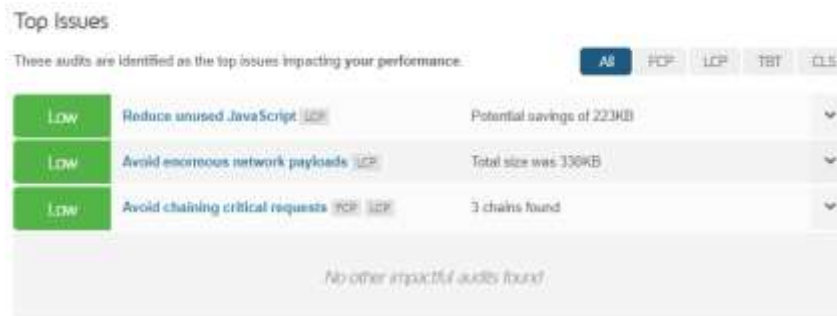 Top Issues
These audits are identified as the top issues impacting your performance.
All FCP LCP TBT CLS
Low Reduce unused JavaScript LCP Potential savings of 223KB
Low Avoid enormous network payloads LCP Total size was 338KB
Low Avoid chaining critical requests FCP LCP 3 chains found
No other impactful audits found